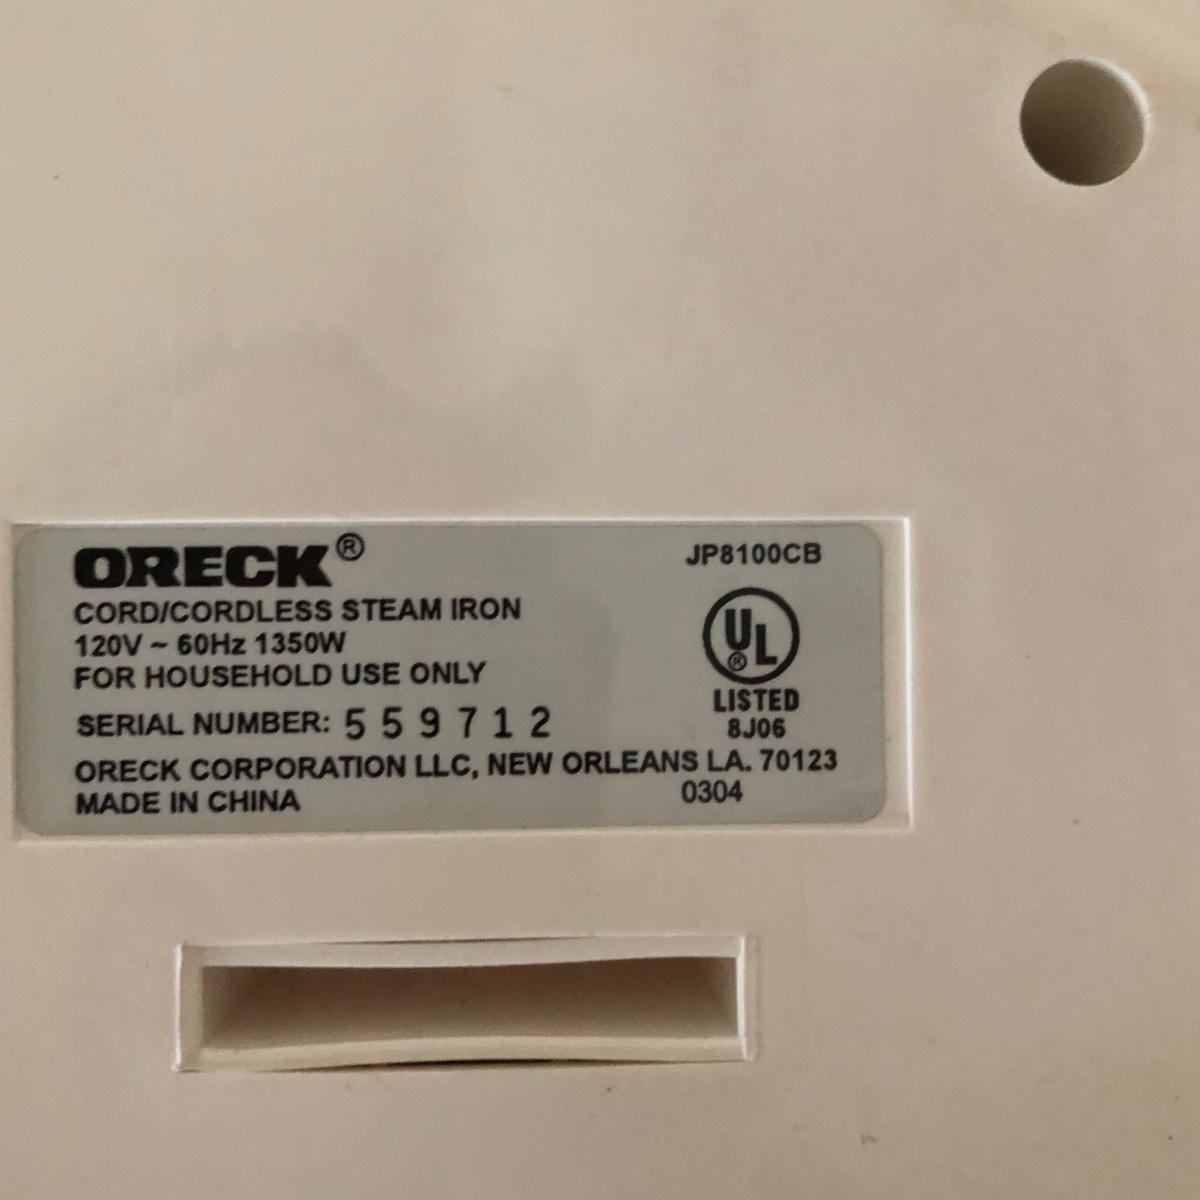 ORECK® JP8100CB
CORD/CORDLESS STEAM IRON
120V ~ 60Hz 1350W
FOR HOUSEHOLD USE ONLY
UL ®
LISTED
8J06
SERIAL NUMBER: 559712
ORECK CORPORATION LLC, NEW ORLEANS LA. 70123
MADE IN CHINA 0304